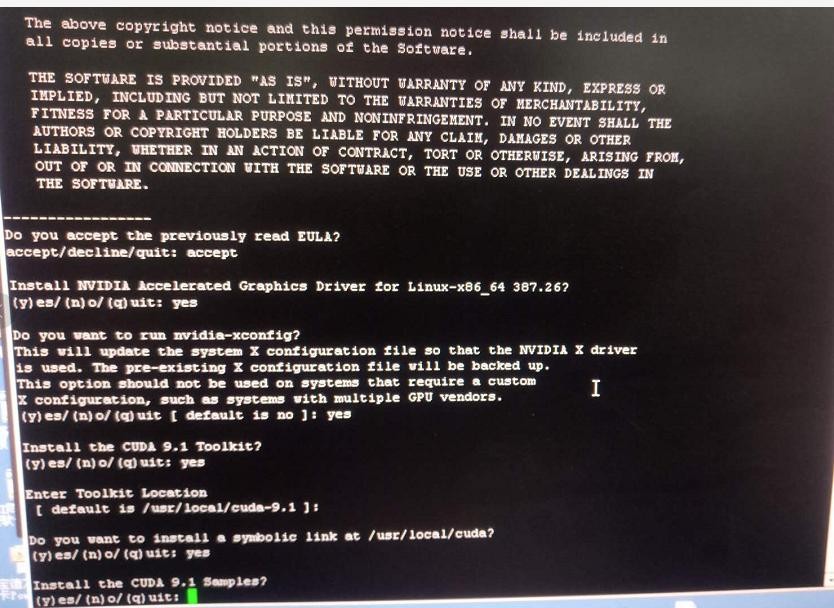 The above copyright notice and this permission notice shall be included in
all copies or substantial portions of the Software.
THE SOFTWARE IS PROVIDED "AS IS", WITHOUT WARRANTY OF ANY KIND, EXPRESS OR
IMPLIED, INCLUDING BUT NOT LIMITED TO THE WARRANTIES OF MERCHANTABILITY,
FITNESS FOR A PARTICULAR PURPOSE AND NONINFRINGEMENT. IN NO EVENT SHALL THE
AUTHORS OR COPYRIGHT HOLDERS BE LIABLE FOR ANY CLAIM, DAMAGES OR OTHER
LIABILITY, WHETHER IN AN ACTION OF CONTRACT, TORT OR OTHERWISE, ARISING FROM,
OUT OF OR IN CONNECTION WITH THE SOFTWARE OR THE USE OR OTHER DEALINGS IN
THE SOFTWARE.
-----------------
Do you accept the previously read EULA?
accept/decline/quit: accept
Install NVIDIA Accelerated Graphics Driver for Linux-x86_64 387.26?
(y)es/(n)o/(q)uit: yes
Do you want to run nvidia-xconfig?
This will update the system X configuration file so that the NVIDIA X driver
is used. The pre-existing X configuration file will be backed up.
This option should not be used on systems that require a custom
X configuration, such as systems with multiple GPU vendors.
(y)es/(n)o/(q)uit [ default is no ]: yes
Install the CUDA 9.1 Toolkit?
(y)es/(n)o/(q)uit: yes
Enter Toolkit Location
[ default is /usr/local/cuda-9.1 ]:
Do you want to install a symbolic link at /usr/local/cuda?
(y)es/(n)o/(q)uit: yes
Install the CUDA 9.1 Samples?
(y)es/(n)o/(q)uit: